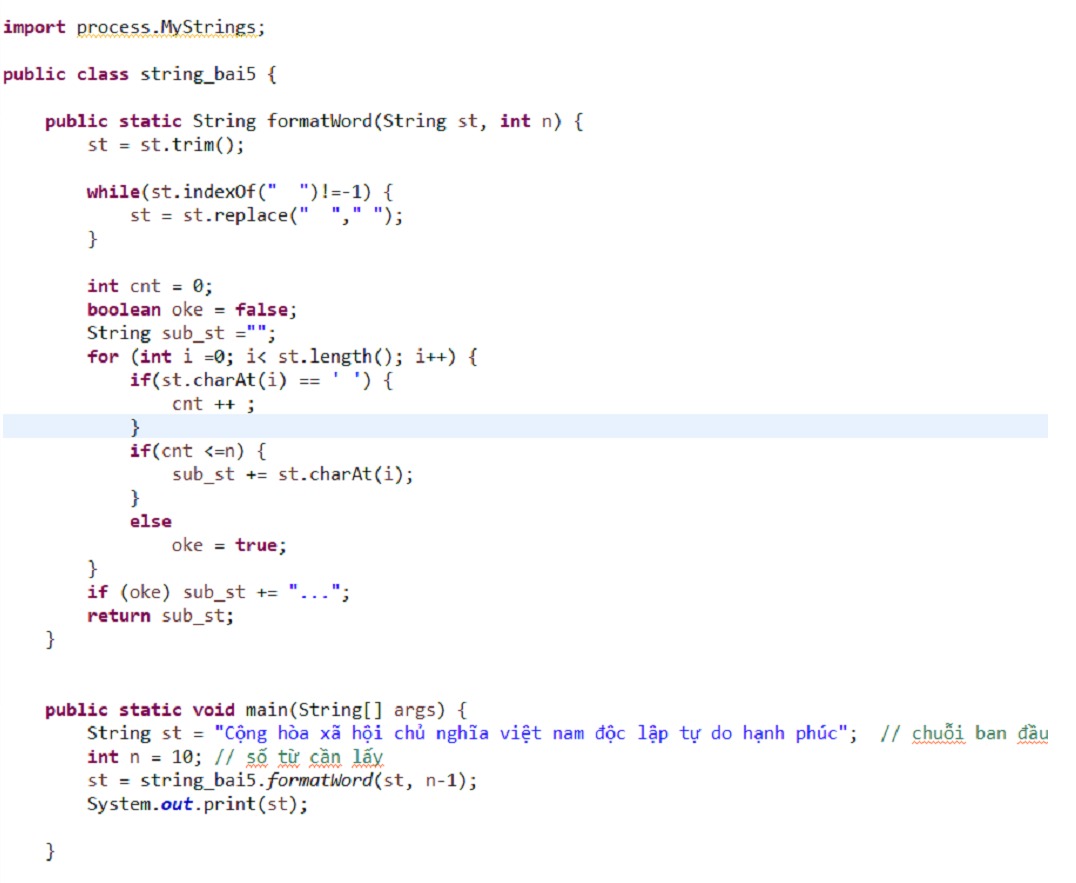 import process.MyStrings;
public class string_bai5 {
public static String formatWord(String st, int n) {
st = st.trim();
while(st.indexOf("  ")!=-1) {
st = st.replace("  "," ");
}
int cnt = 0;
boolean oke = false;
String sub_st ="";
for (int i =0; i< st.length(); i++) {
if(st.charAt(i) == ' ') {
cnt ++ ;
}
if(cnt <=n) {
sub_st += st.charAt(i);
}
else
oke = true;
}
if (oke) sub_st += "...";
return sub_st;
}
public static void main(String[] args) {
String st = "Cộng hòa xã hội chủ nghĩa việt nam độc lập tự do hạnh phúc";  // chuỗi ban đầu
int n = 10; // số từ cần lấy
st = string_bai5.formatWord(st, n-1);
System.out.print(st);
}